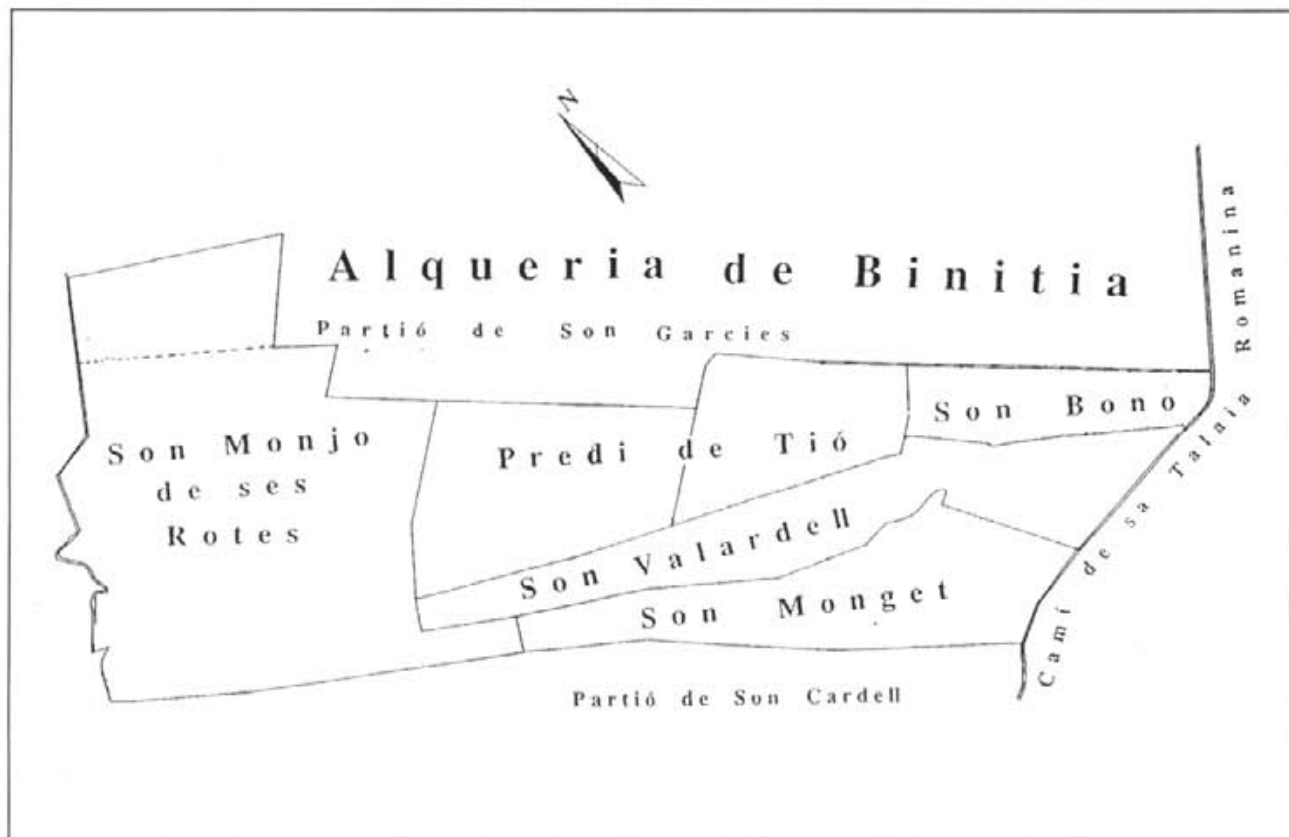 N
Alqueria de Binitia
Partió de Son Garcies
Son Monjo
de ses
Rotes
Predi de Tió
Son Bono
Son Valardell
Son Monget
Partió de Son Cardell
Camí de sa Talaia Romanina